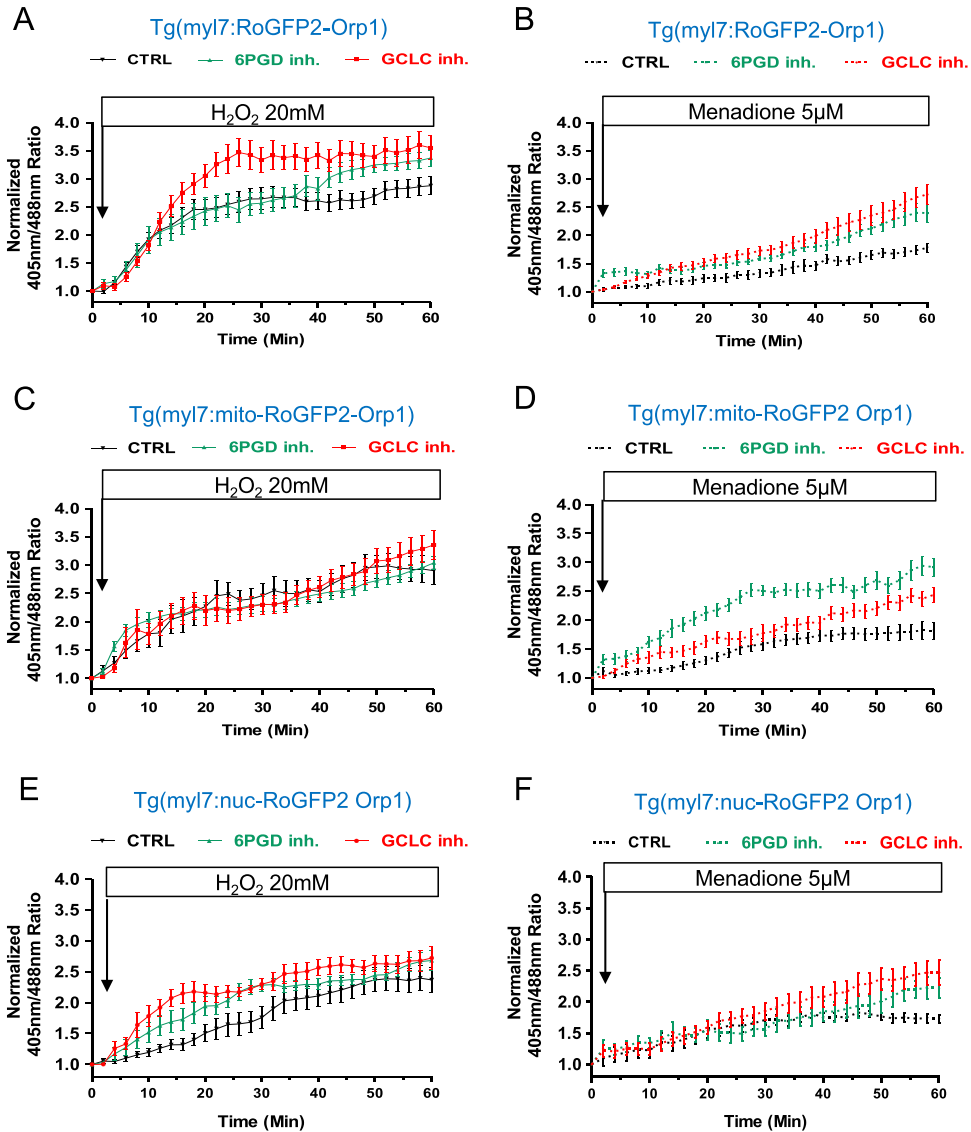 A
Tg(myl7:RoGFP2-Orp1)
CTRL 6PGD inh. GCLC inh.
H₂O₂ 20mM
Normalized
405nm/488nm Ratio
4.0
3.5
3.0
2.5
2.0
1.5
1.0
0 10 20 30 40 50 60
Time (Min)
B
Tg(myl7:RoGFP2-Orp1)
CTRL 6PGD inh. GCLC inh.
Menadione 5µM
Normalized
405nm/488nm Ratio
4.0
3.5
3.0
2.5
2.0
1.5
1.0
0 10 20 30 40 50 60
Time (Min)
C
Tg(myl7:mito-RoGFP2-Orp1)
CTRL 6PGD inh. GCLC inh.
H₂O₂ 20mM
Normalized
405nm/488nm Ratio
4.0
3.5
3.0
2.5
2.0
1.5
1.0
0 10 20 30 40 50 60
Time (Min)
D
Tg(myl7:mito-RoGFP2 Orp1)
CTRL 6PGD inh. GCLC inh.
Menadione 5µM
Normalized
405nm/488nm Ratio
4.0
3.5
3.0
2.5
2.0
1.5
1.0
0 10 20 30 40 50 60
Time (Min)
E
Tg(myl7:nuc-RoGFP2 Orp1)
CTRL 6PGD inh. GCLC inh.
H₂O₂ 20mM
Normalized
405nm/488nm Ratio
4.0
3.5
3.0
2.5
2.0
1.5
1.0
0 10 20 30 40 50 60
Time (Min)
F
Tg(myl7:nuc-RoGFP2 Orp1)
CTRL 6PGD inh. GCLC inh.
Menadione 5µM
Normalized
405nm/488nm Ratio
4.0
3.5
3.0
2.5
2.0
1.5
1.0
0 10 20 30 40 50 60
Time (Min)